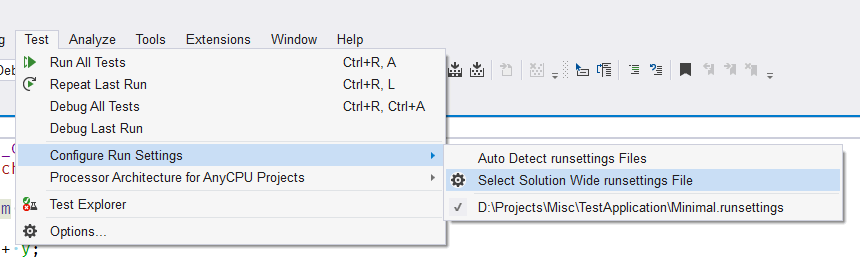 g Test Analyze Tools Extensions Window Help
Deb
Run All Tests Ctrl+R, A
Repeat Last Run Ctrl+R, L
Debug All Tests Ctrl+R, Ctrl+A
Debug Last Run
Configure Run Settings
Processor Architecture for AnyCPU Projects
Test Explorer
Options...
Auto Detect runsettings Files
Select Solution Wide runsettings File
D:\Projects\Misc\TestApplication\Minimal.runsettings
ch
m
+ y;